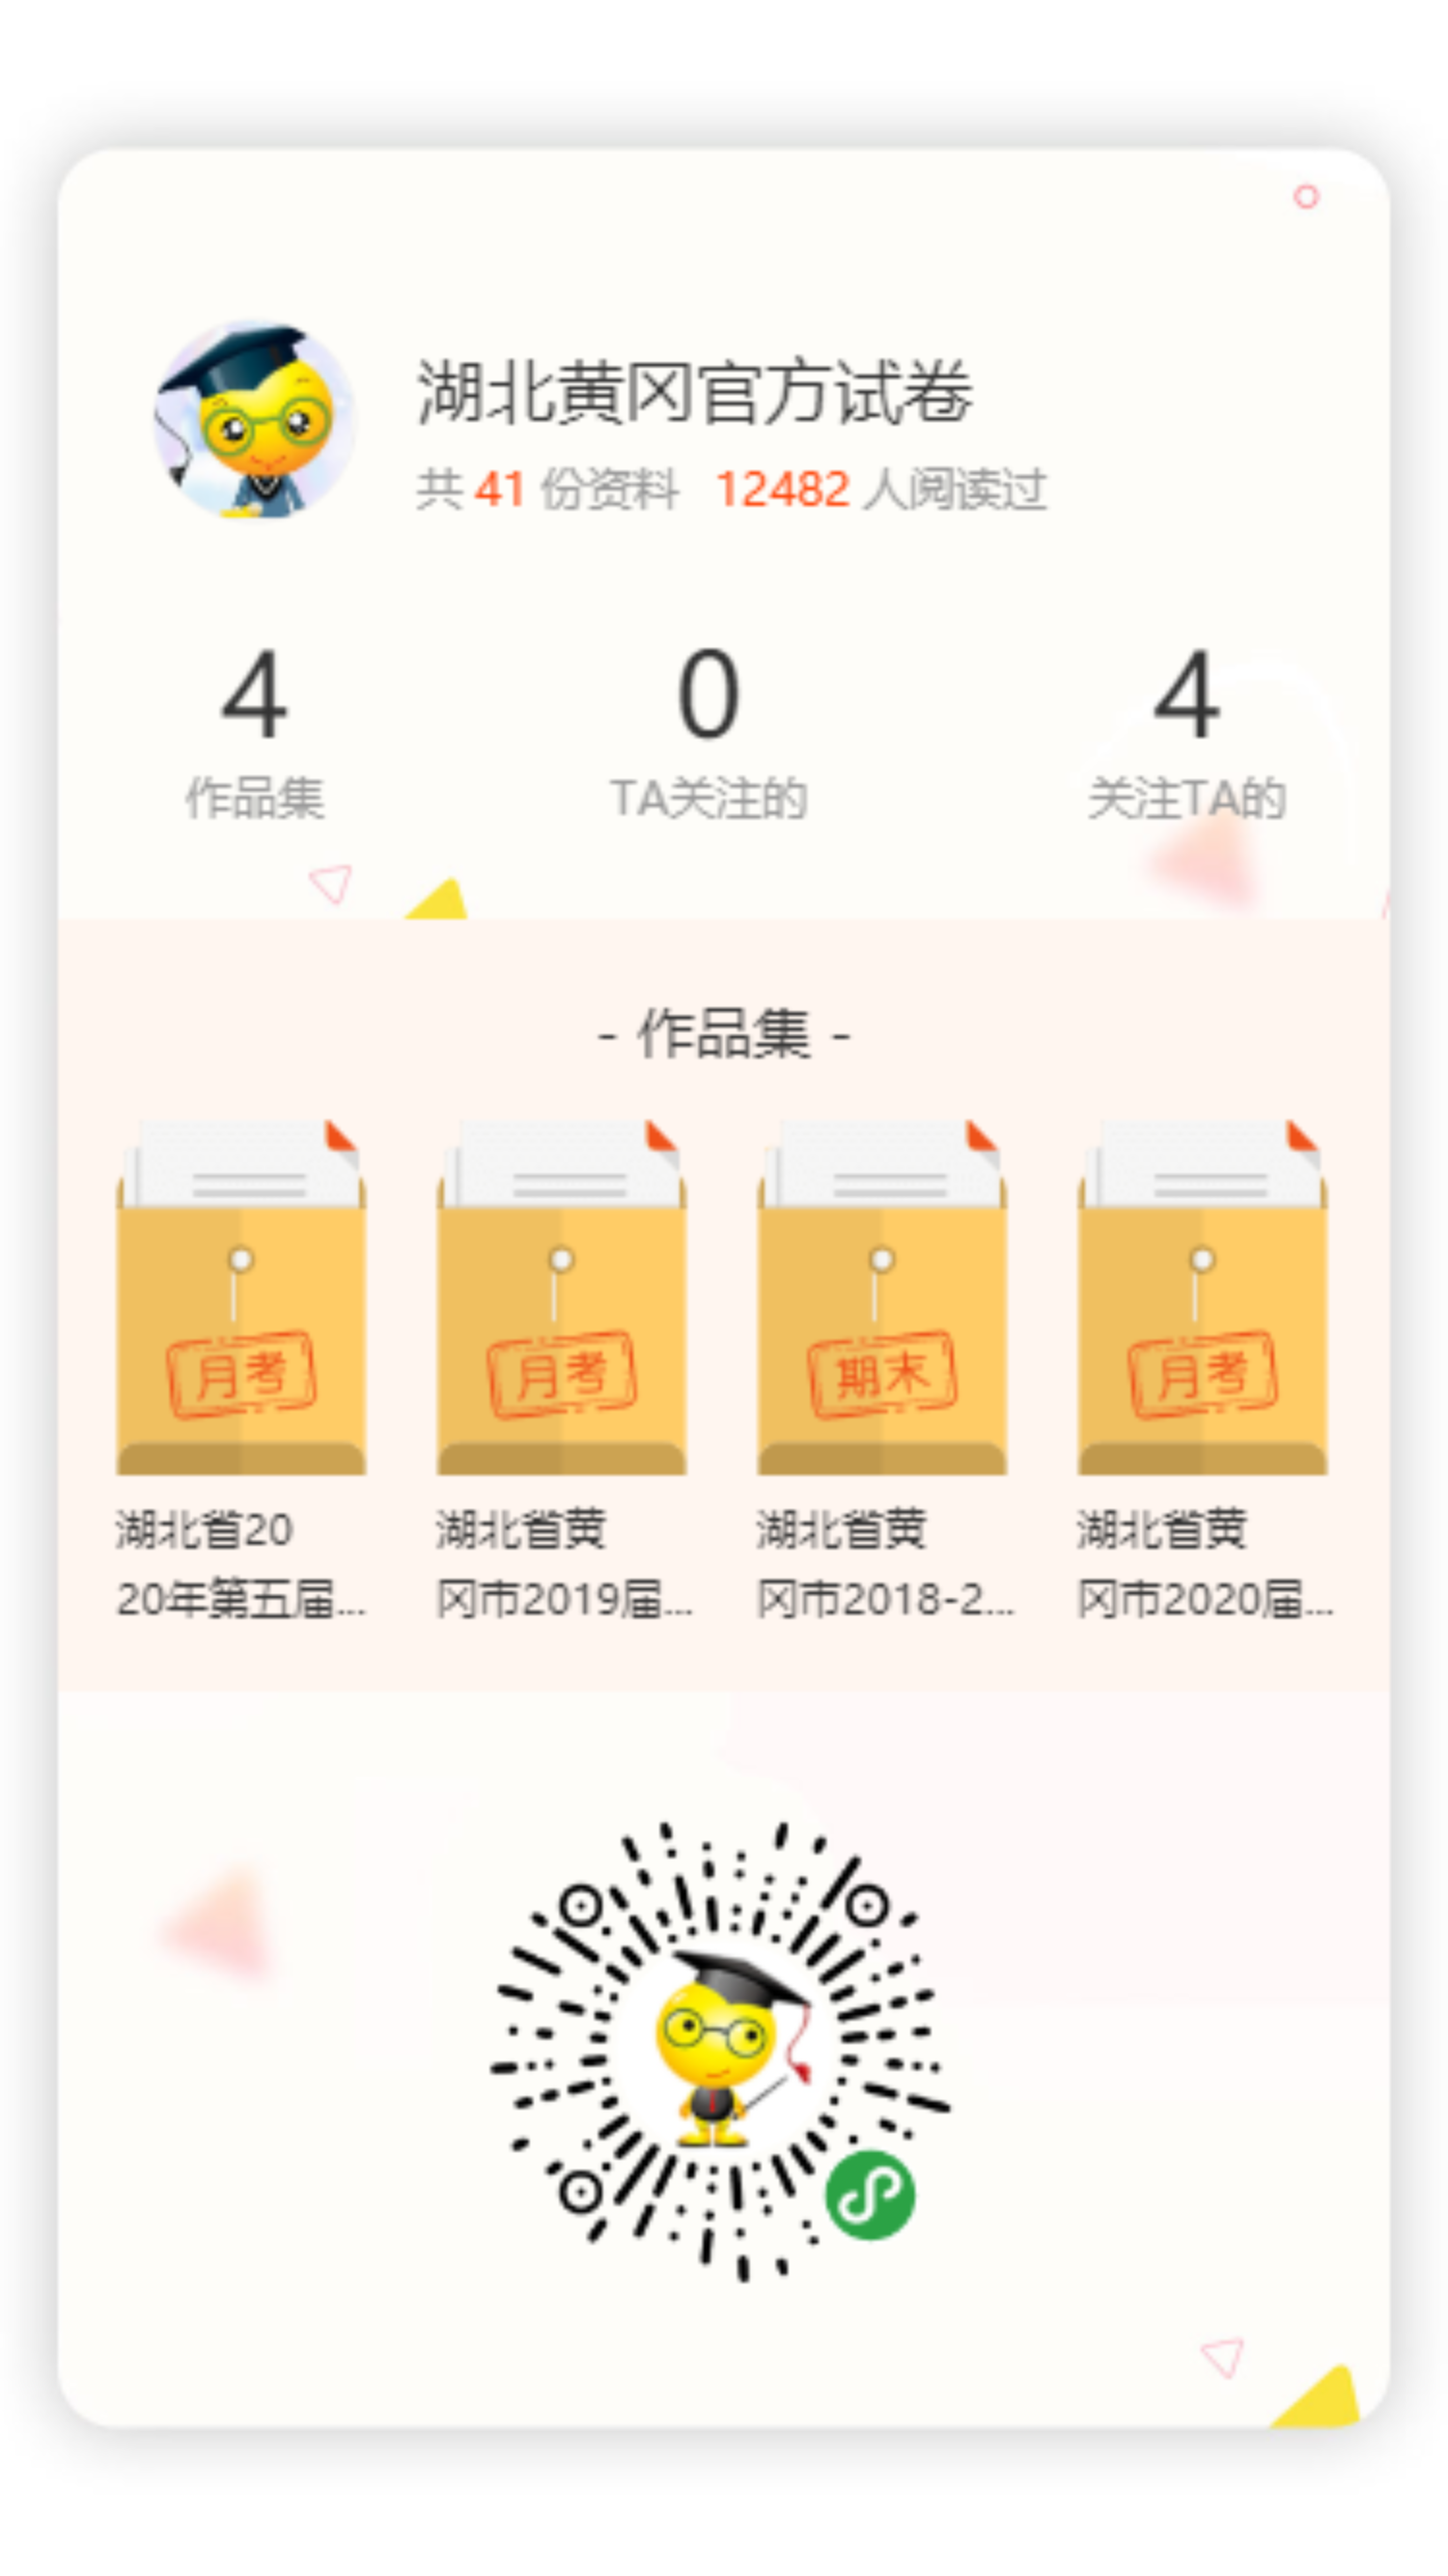 湖北黄冈官方试卷
共 41 份资料 12482 人阅读过
4 0 4
作品集 TA关注的 关注TA的
- 作品集 -
月考 月考 期末 月考
湖北省20
20年第五届...
湖北省黄
冈市2019届...
湖北省黄
冈市2018-2...
湖北省黄
冈市2020届...